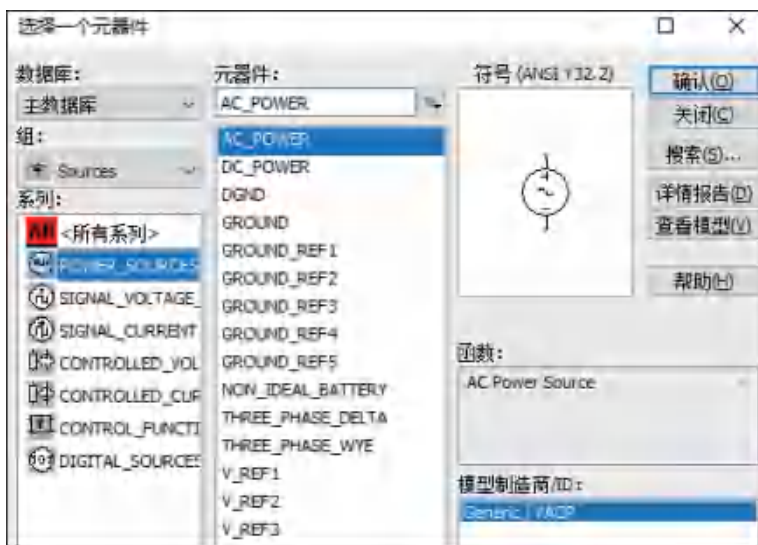 选择一个元器件
数据库:
主数据库
组:
Sources
系列:
All <所有系列>
POWER_SOURCES
SIGNAL_VOLTAGE_
SIGNAL_CURRENT
CONTROLLED_VOL
CONTROLLED_CUR
CONTROL_FUNCTI
DIGITAL_SOURCES
元器件:
AC_POWER
AC_POWER
DC_POWER
DGND
GROUND
GROUND_REF1
GROUND_REF2
GROUND_REF3
GROUND_REF4
GROUND_REF5
NON_IDEAL_BATTERY
THREE_PHASE_DELTA
THREE_PHASE_WYE
V_REF1
V_REF2
V_REF3
符号 (ANSI Y32.2)
函数:
AC Power Source
模型制造商/ID:
Generic / VACP
确认(O)
关闭(C)
搜索(S)...
详情报告(D)
查看模型(V)
帮助(H)